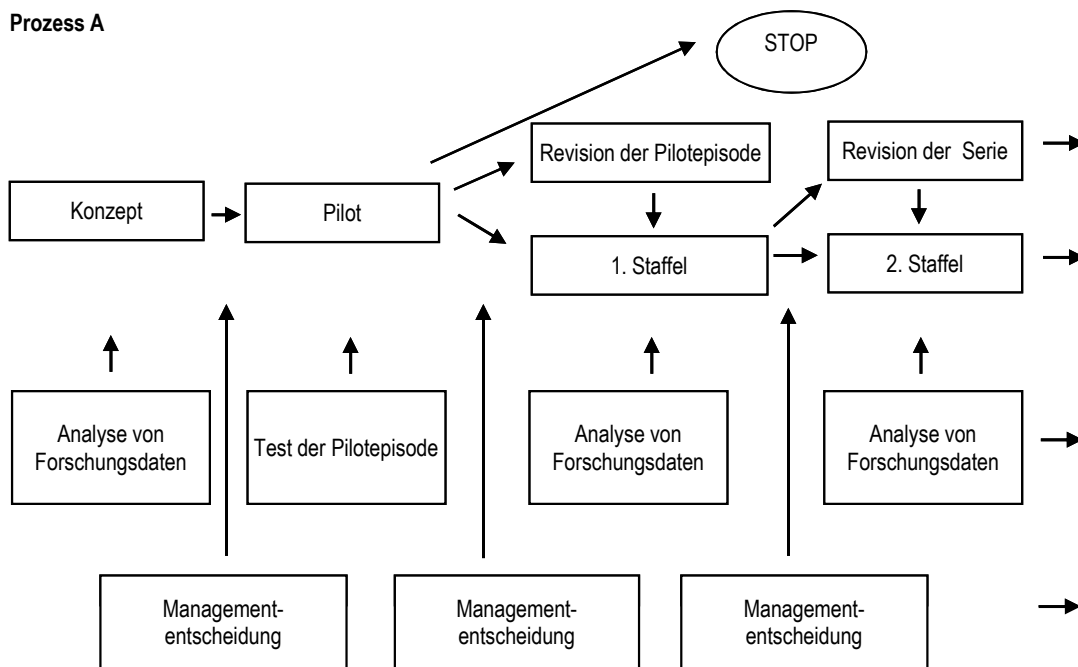 Prozess A
STOP
Revision der Pilotepisode
Revision der Serie
Konzept
Pilot
1. Staffel
2. Staffel
Analyse von
Forschungsdaten
Test der Pilotepisode
Analyse von
Forschungsdaten
Analyse von
Forschungsdaten
Management-
entscheidung
Management-
entscheidung
Management-
entscheidung